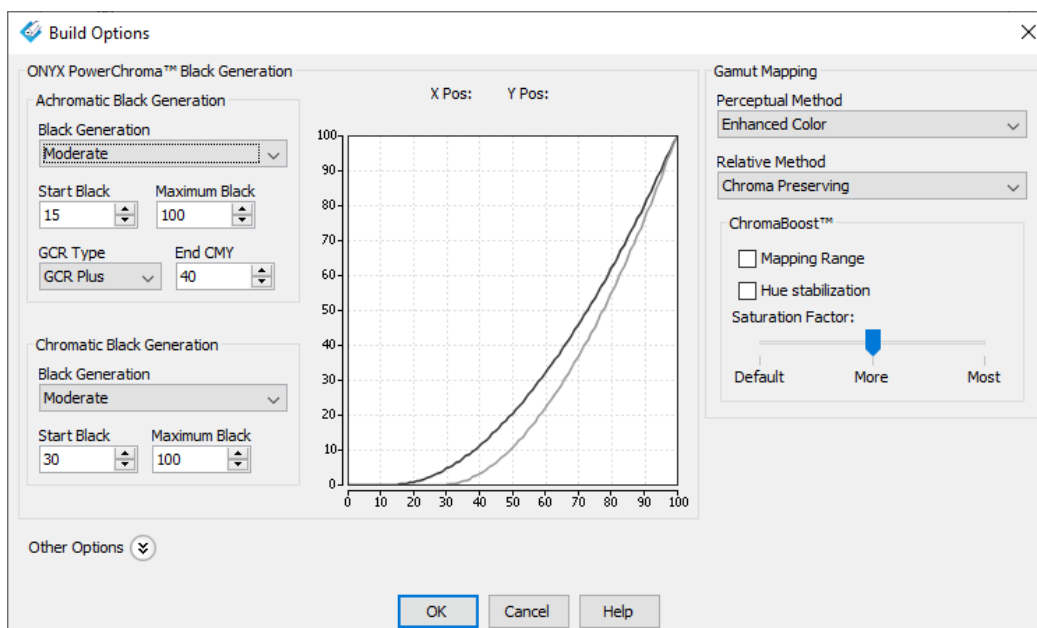 Build Options
ONYX PowerChroma™ Black Generation
Achromatic Black Generation
Black Generation
Moderate
Start Black Maximum Black
15 100
GCR Type End CMY
GCR Plus 40
Chromatic Black Generation
Black Generation
Moderate
Start Black Maximum Black
30 100
X Pos: Y Pos:
100
90
80
70
60
50
40
30
20
10
0
0 10 20 30 40 50 60 70 80 90 100
Gamut Mapping
Perceptual Method
Enhanced Color
Relative Method
Chroma Preserving
ChromaBoost™
Mapping Range
Hue stabilization
Saturation Factor:
Default More Most
Other Options
OK Cancel Help